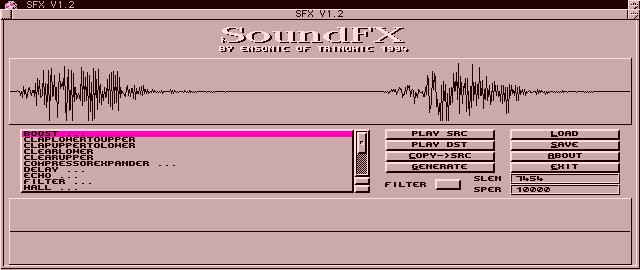 SFX V1.2
SFX V1.2
SoundFX
BY ENSONIC OF TRINOMIC 1994
BOOST ...
CLAPLOWERTOUPPER
CLAPUPPERTOLOWER
CLEARLOWER
CLEARUPPER
COMPRESSOREXPANDER ...
DELAY ...
ECHO ...
FILTER ...
HALL ...
PLAY SRC
PLAY DST
COPY->SRC
GENERATE
LOAD
SAVE
ABOUT
EXIT
FILTER
SLEN 7454
SPER 10000